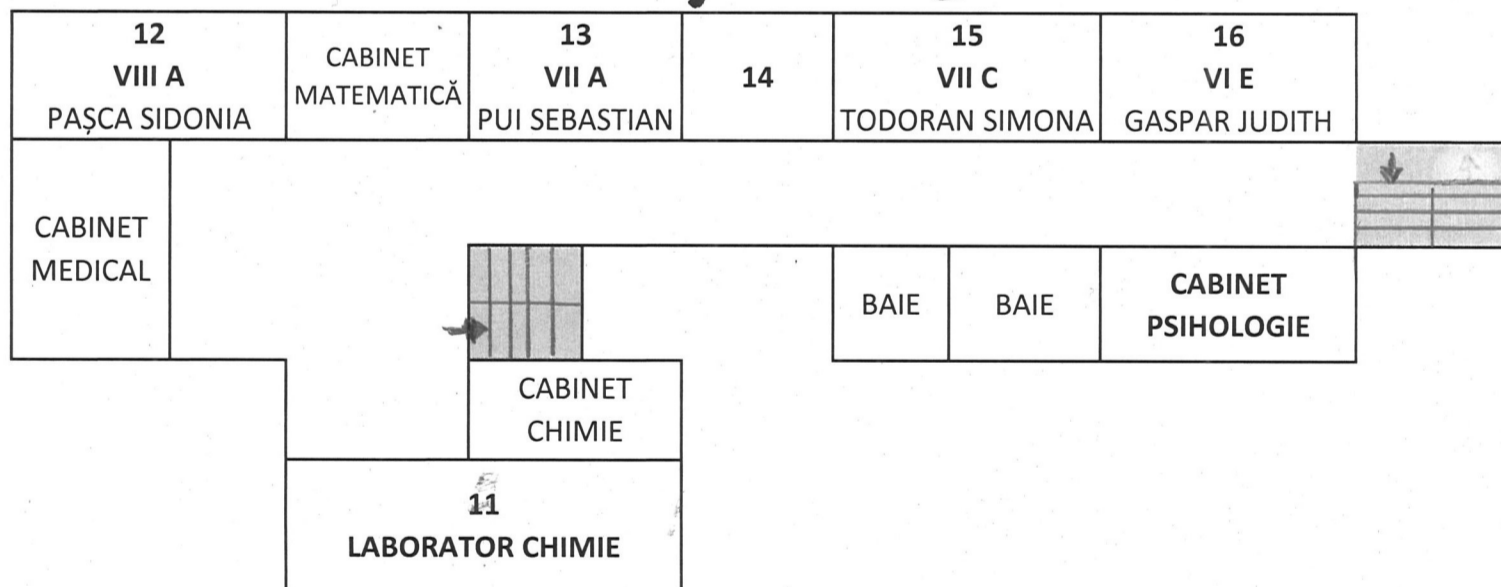 12
VIII A
PAȘCA SIDONIA
CABINET
MATEMATICĂ
13
VII A
PUI SEBASTIAN
14
15
VII C
TODORAN SIMONA
16
VI E
GASPAR JUDITH
CABINET
MEDICAL
BAIE
BAIE
CABINET
PSIHOLOGIE
CABINET
CHIMIE
11
LABORATOR CHIMIE